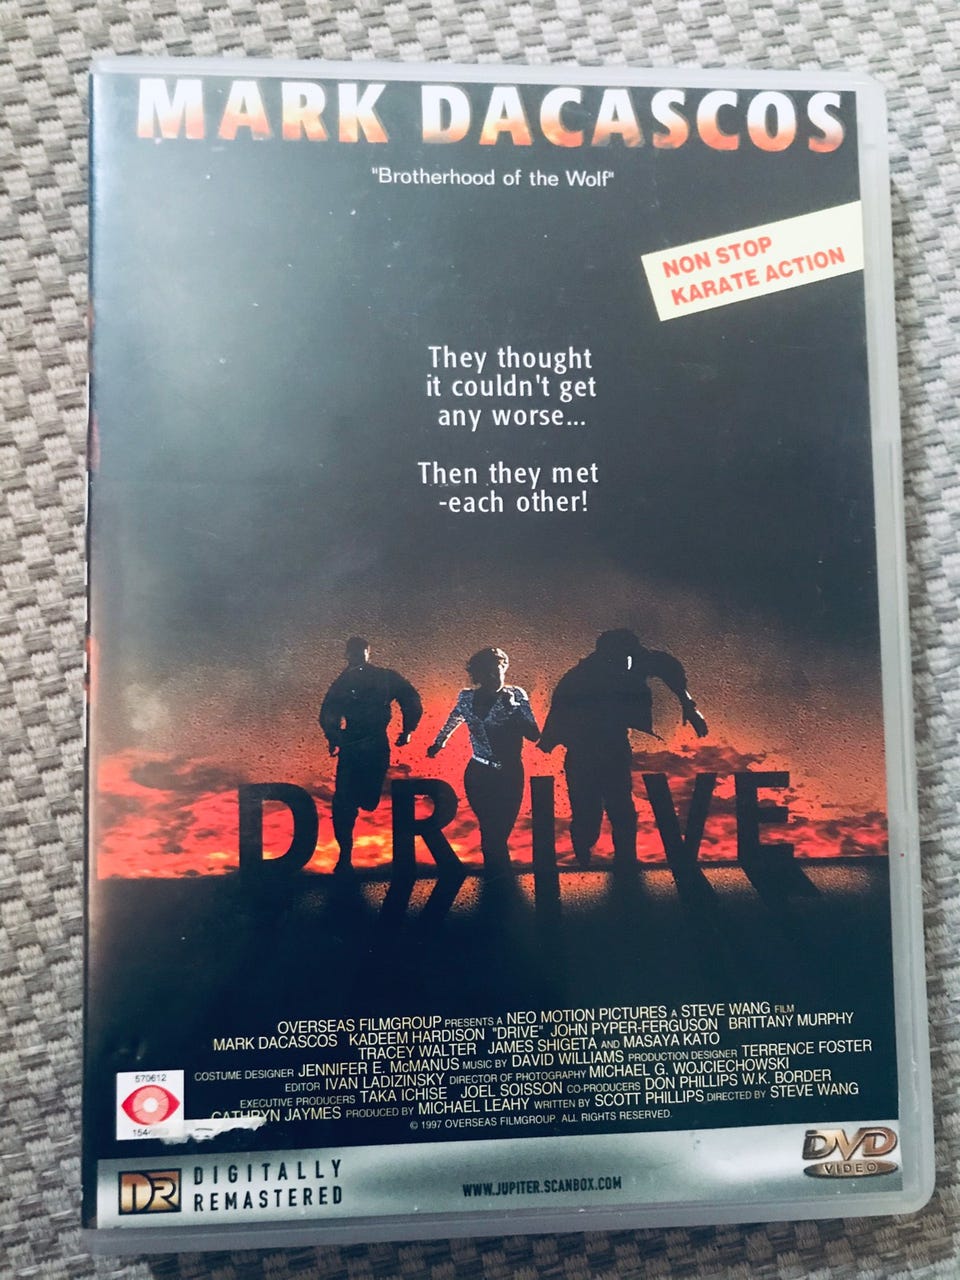 MARK DACASCOS
"Brotherhood of the Wolf"
NON STOP
KARATE ACTION
They thought
it couldn't get
any worse...
Then they met
-each other!
DRIVE
OVERSEAS FILMGROUP PRESENTS A NEO MOTION PICTURES A STEVE WANG FILM
MARK DACASCOS KADEEM HARDISON "DRIVE" JOHN PYPER-FERGUSON BRITTANY MURPHY
TRACEY WALTER JAMES SHIGETA AND MASAYA KATO
COSTUME DESIGNER JENNIFER E. McMANUS MUSIC BY DAVID WILLIAMS PRODUCTION DESIGNER TERRENCE FOSTER
EDITOR IVAN LADIZINSKY DIRECTOR OF PHOTOGRAPHY MICHAEL G. WOJCIECHOWSKI
EXECUTIVE PRODUCERS TAKA ICHISE JOEL SOISSON CO-PRODUCERS DON PHILLIPS W.K. BORDER
CATHRYN JAYMES PRODUCED BY MICHAEL LEAHY WRITTEN BY SCOTT PHILLIPS DIRECTED BY STEVE WANG
© 1997 OVERSEAS FILMGROUP. ALL RIGHTS RESERVED.
570612
DR DIGITALLY
REMASTERED
WWW.JUPITER.SCANBOX.COM
DVD
VIDEO